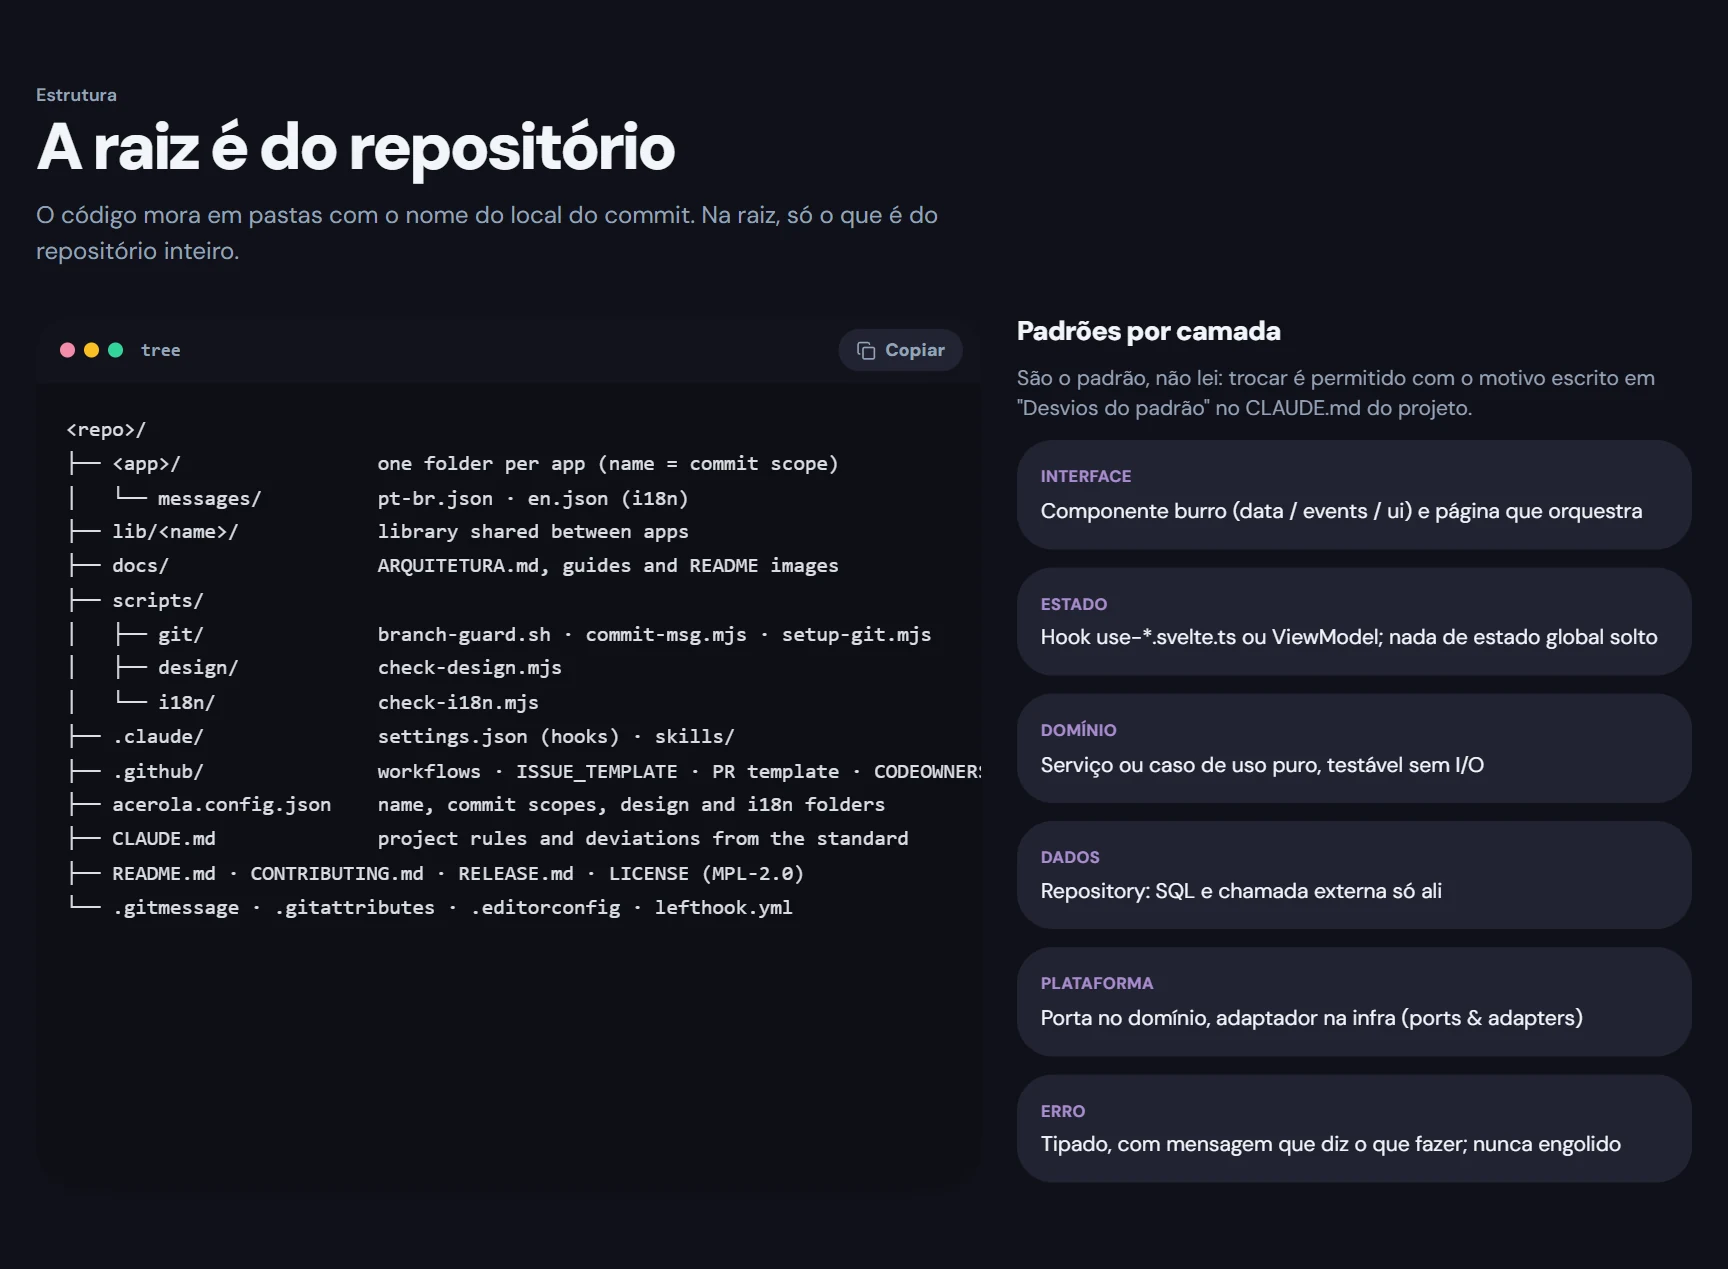 Estrutura
A raiz é do repositório
O código mora em pastas com o nome do local do commit. Na raiz, só o que é do
repositório inteiro.
tree
Copiar
<repo>/
├── <app>/ one folder per app (name = commit scope)
│   └── messages/ pt-br.json · en.json (i18n)
├── lib/<name>/ library shared between apps
├── docs/ ARQUITETURA.md, guides and README images
├── scripts/
│   ├── git/ branch-guard.sh · commit-msg.mjs · setup-git.mjs
│   ├── design/ check-design.mjs
│   └── i18n/ check-i18n.mjs
├── .claude/ settings.json (hooks) · skills/
├── .github/ workflows · ISSUE_TEMPLATE · PR template · CODEOWNERS
├── acerola.config.json name, commit scopes, design and i18n folders
├── CLAUDE.md project rules and deviations from the standard
├── README.md · CONTRIBUTING.md · RELEASE.md · LICENSE (MPL-2.0)
└── .gitmessage · .gitattributes · .editorconfig · lefthook.yml
Padrões por camada
São o padrão, não lei: trocar é permitido com o motivo escrito em
"Desvios do padrão" no CLAUDE.md do projeto.
INTERFACE
Componente burro (data / events / ui) e página que orquestra
ESTADO
Hook use-*.svelte.ts ou ViewModel; nada de estado global solto
DOMÍNIO
Serviço ou caso de uso puro, testável sem I/O
DADOS
Repository: SQL e chamada externa só ali
PLATAFORMA
Porta no domínio, adaptador na infra (ports & adapters)
ERRO
Tipado, com mensagem que diz o que fazer; nunca engolido